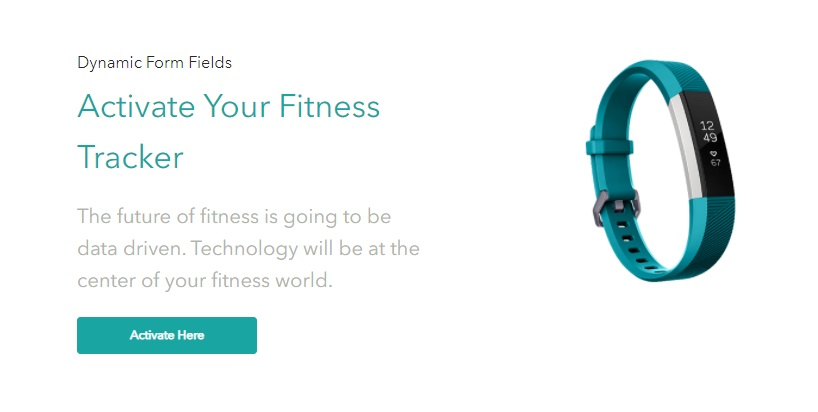 Dynamic Form Fields
Activate Your Fitness
Tracker
The future of fitness is going to be
data driven. Technology will be at the
center of your fitness world.
Activate Here
12
49
67